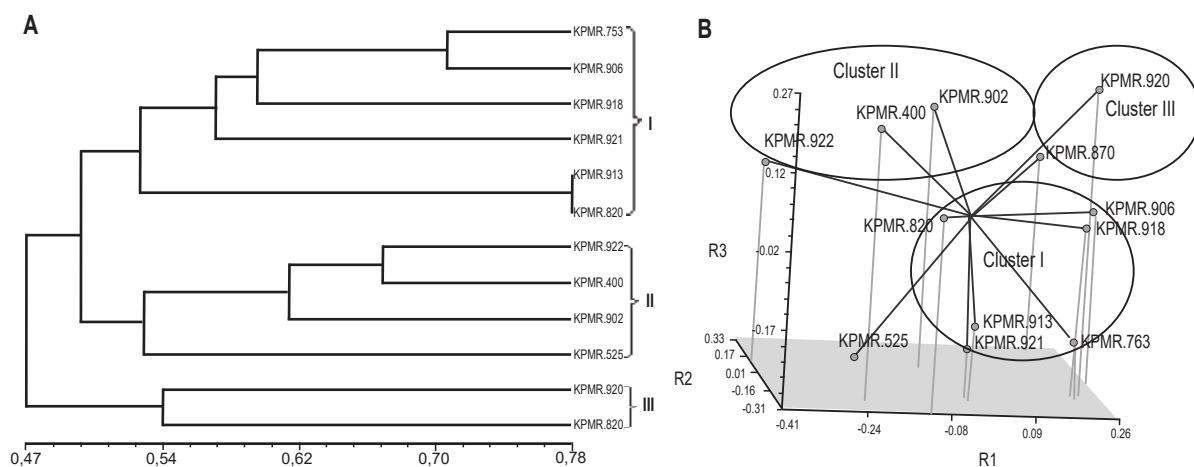 A
KPMR.753
KPMR.906
KPMR.918
KPMR.921
KPMR.913
KPMR.820
I
KPMR.922
KPMR.400
KPMR.902
KPMR.525
II
KPMR.920
KPMR.820
III
0,47 0,54 0,62 0,70 0,78
B
Cluster II
KPMR.920
Cluster III
0.27
KPMR.902
KPMR.400
KPMR.922
KPMR.870
0.12
KPMR.906
KPMR.820
KPMR.918
R3
-0.02
Cluster I
-0.17
KPMR.913
KPMR.525
KPMR.921
KPMR.763
0.33
0.17
R2
0.01
-0.16
-0.31
-0.41 -0.24 -0.08 0.09 0.26
R1